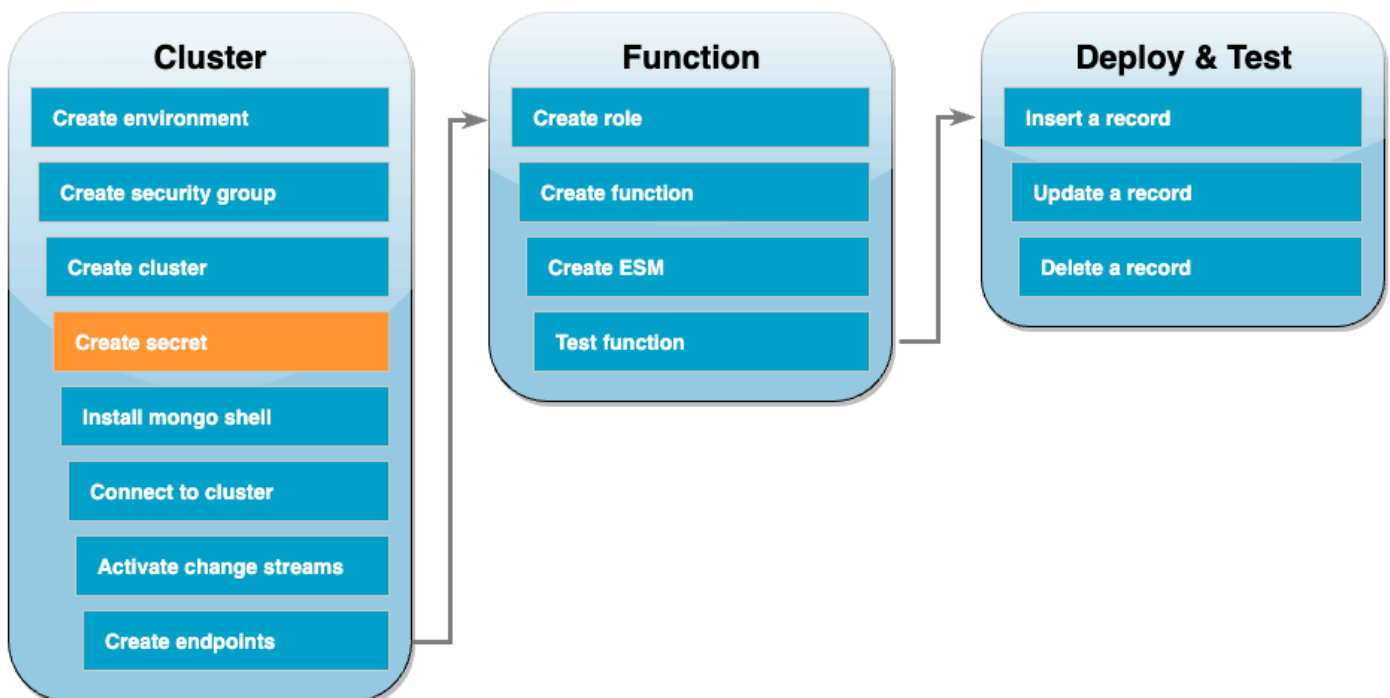 Cluster
Create environment
Create security group
Create cluster
Create secret
Install mongo shell
Connect to cluster
Activate change streams
Create endpoints
Function
Create role
Create function
Create ESM
Test function
Deploy & Test
Insert a record
Update a record
Delete a record